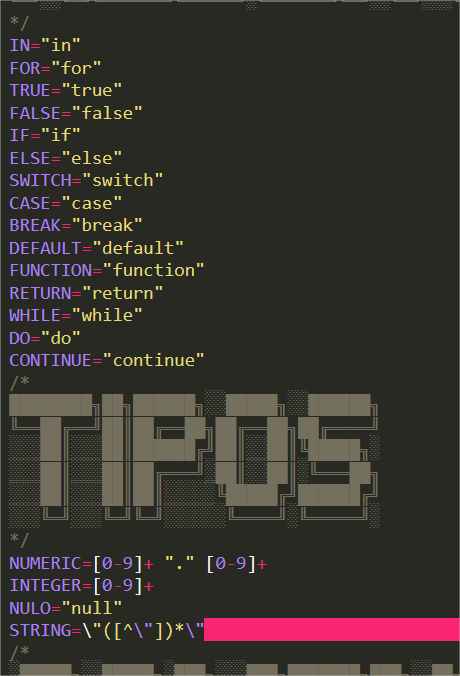 */
IN="in"
FOR="for"
TRUE="true"
FALSE="false"
IF="if"
ELSE="else"
SWITCH="switch"
CASE="case"
BREAK="break"
DEFAULT="default"
FUNCTION="function"
RETURN="return"
WHILE="while"
DO="do"
CONTINUE="continue"
/*
TIPOS
*/
NUMERIC=[0-9]+ "." [0-9]+
INTEGER=[0-9]+
NULO="null"
STRING=\"([^\"])*\"
/*